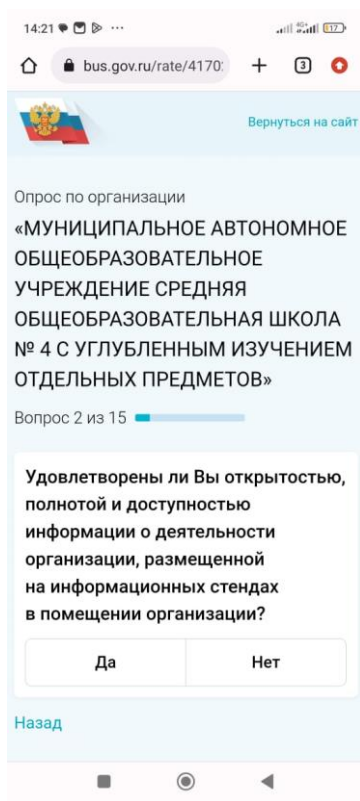 14:21
4G+
17
bus.gov.ru/rate/4170
3
Вернуться на сайт
Опрос по организации
«МУНИЦИПАЛЬНОЕ АВТОНОМНОЕ
ОБЩЕОБРАЗОВАТЕЛЬНОЕ
УЧРЕЖДЕНИЕ СРЕДНЯЯ
ОБЩЕОБРАЗОВАТЕЛЬНАЯ ШКОЛА
№ 4 С УГЛУБЛЕННЫМ ИЗУЧЕНИЕМ
ОТДЕЛЬНЫХ ПРЕДМЕТОВ»
Вопрос 2 из 15
Удовлетворены ли Вы открытостью,
полнотой и доступностью
информации о деятельности
организации, размещенной
на информационных стендах
в помещении организации?
Да Нет
Назад